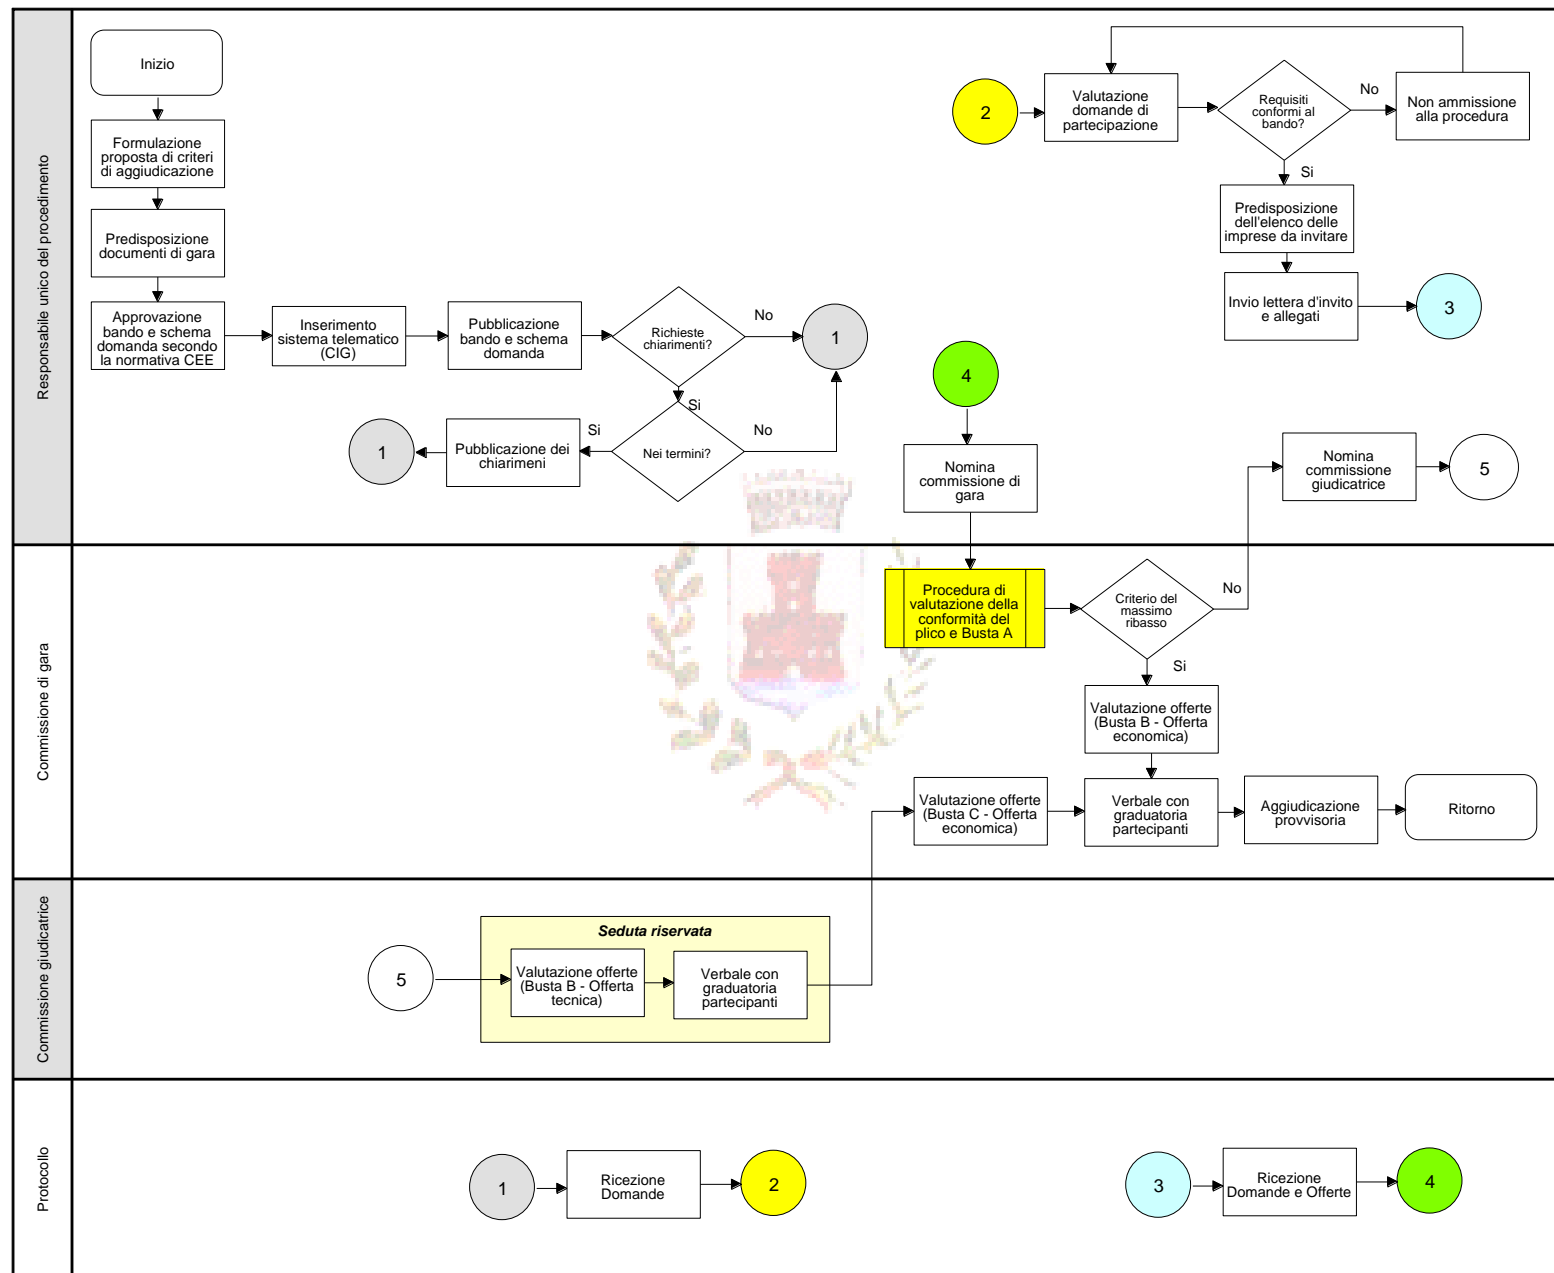 Responsabile unico del procedimento
Inizio
Formulazione
proposta di criteri
di aggiudicazione
Predisposizione
documenti di gara
Approvazione
bando e schema
domanda secondo
la normativa CEE
Inserimento
sistema telematico
(CIG)
Pubblicazione
bando e schema
domanda
Richieste
chiarimenti?
No
1
Si
Nei termini?
No
Si
Pubblicazione dei
chiarimeni
1
2
Valutazione
domande di
partecipazione
Requisiti
conformi al
bando?
No
Non ammissione
alla procedura
Si
Predisposizione
dell'elenco delle
imprese da invitare
Invio lettera d'invito
e allegati
3
4
Nomina
commissione di
gara
Nomina
commissione
giudicatrice
5
Commissione di gara
Procedura di
valutazione della
conformità del
plico e Busta A
Criterio del
massimo
ribasso
No
Si
Valutazione offerte
(Busta B - Offerta
economica)
Valutazione offerte
(Busta C - Offerta
economica)
Verbale con
graduatoria
partecipanti
Aggiudicazione
provvisoria
Ritorno
Commissione giudicatrice
5
Seduta riservata
Valutazione offerte
(Busta B - Offerta
tecnica)
Verbale con
graduatoria
partecipanti
Protocollo
1
Ricezione
Domande
2
3
Ricezione
Domande e Offerte
4